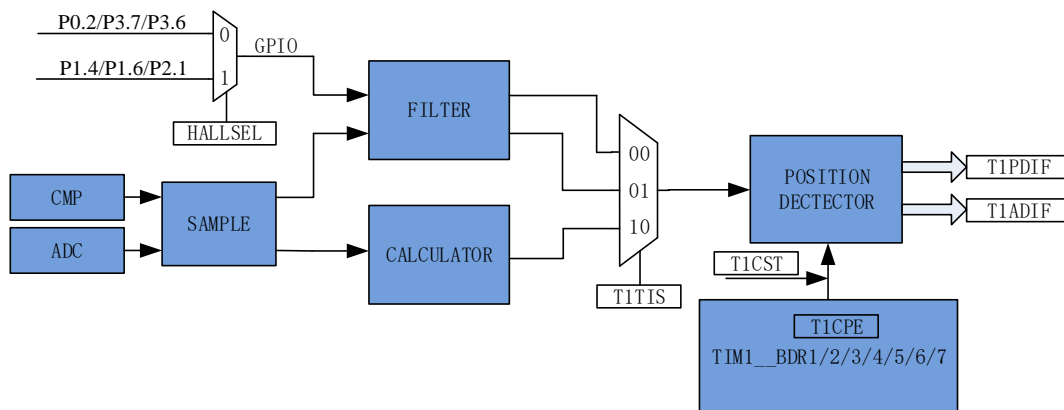 P0.2/P3.7/P3.6
0
GPIO
P1.4/P1.6/P2.1
1
HALLSEL
FILTER
CMP
ADC
SAMPLE
CALCULATOR
00
01
10
T1TIS
POSITION
DECTECTOR
T1PDIF
T1ADIF
T1CST
T1CPE
TIM1__BDR1/2/3/4/5/6/7